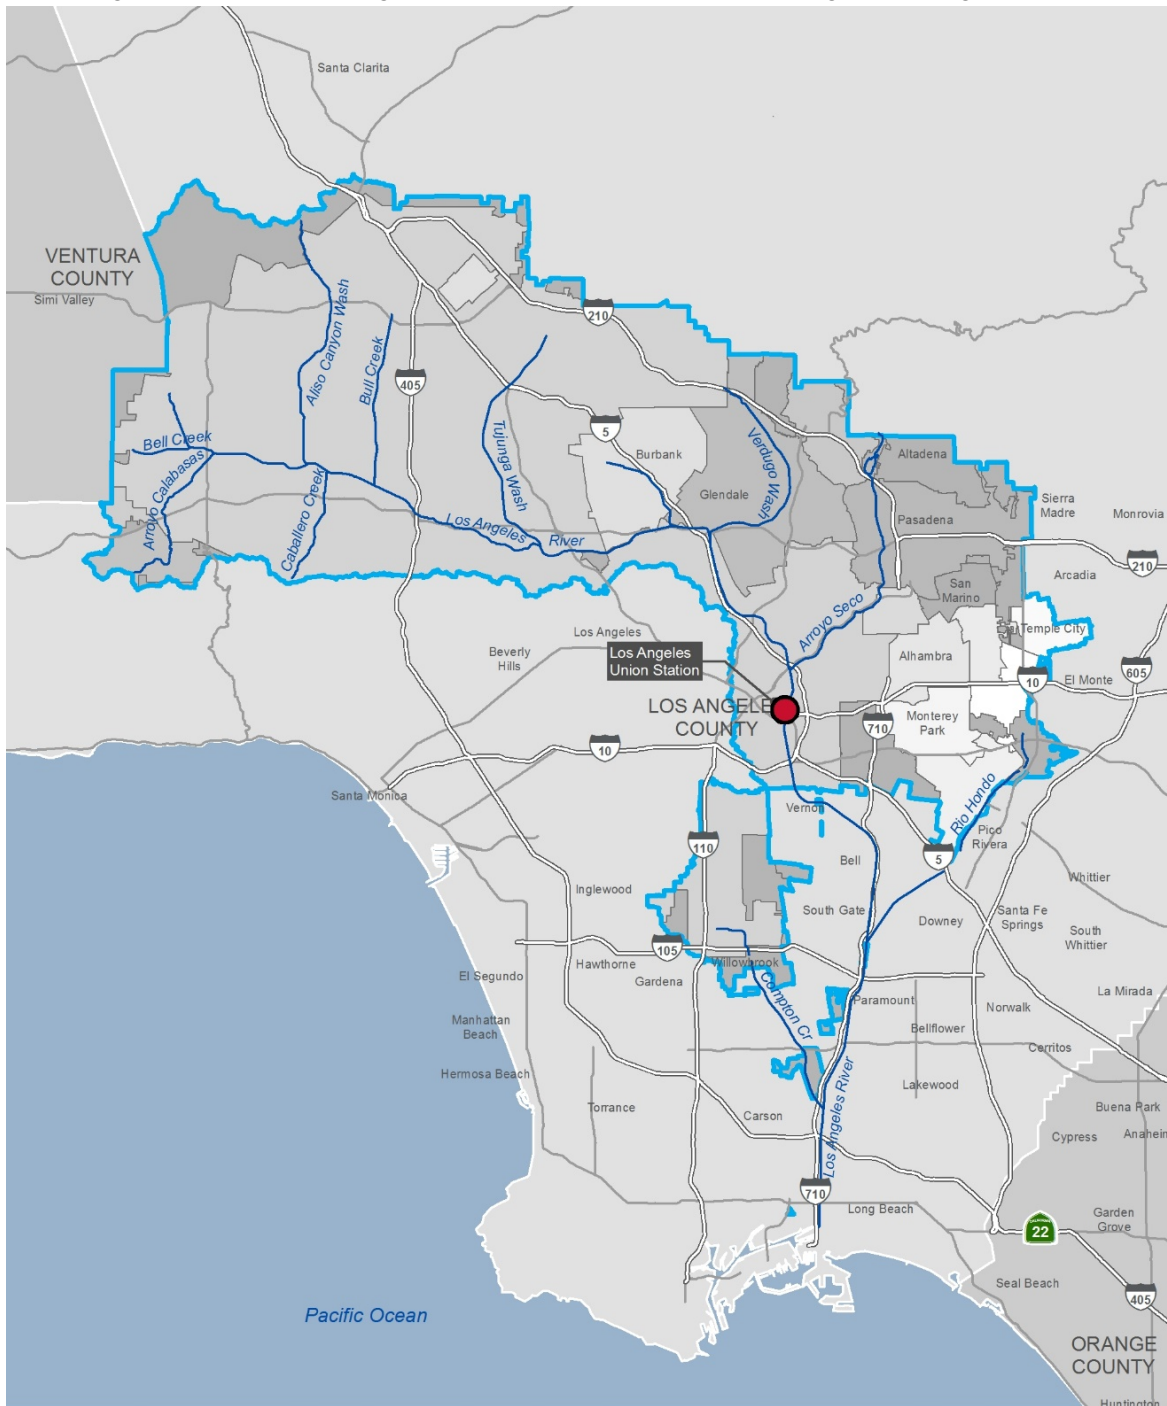 Santa Clarita
VENTURA
COUNTY
Simi Valley
210
Aliso Canyon Wash
Bull Creek
405
5
Tujunga Wash
Burbank
Verdugo Wash
Glendale
Altadena
Bell Creek
Arroyo Calabasas
Caballero Creek
Los Angeles
River
Pasadena
Sierra
Madre
Monrovia
210
Arcadia
San
Marino
Arroyo Seco
Temple City
Los Angeles
Beverly
Hills
Los Angeles
Union Station
Alhambra
10
El Monte
605
LOS ANGELES
COUNTY
710
Monterey
Park
10
Santa Monica
Vernon
Rio Hondo
Pico
Rivera
110
Bell
5
Whittier
Inglewood
South Gate
Downey
Santa Fe
Springs
South
Whittier
105
Hawthorne
Willowbrook
El Segundo
Gardena
Compton Cr
Paramount
Norwalk
La Mirada
Manhattan
Beach
Bellflower
Cerritos
Hermosa Beach
Lakewood
Torrance
Carson
Los Angeles River
Buena Park
Cypress
Anaheim
710
Long Beach
Garden
Grove
CALIFORNIA
22
Seal Beach
405
Pacific Ocean
ORANGE
COUNTY